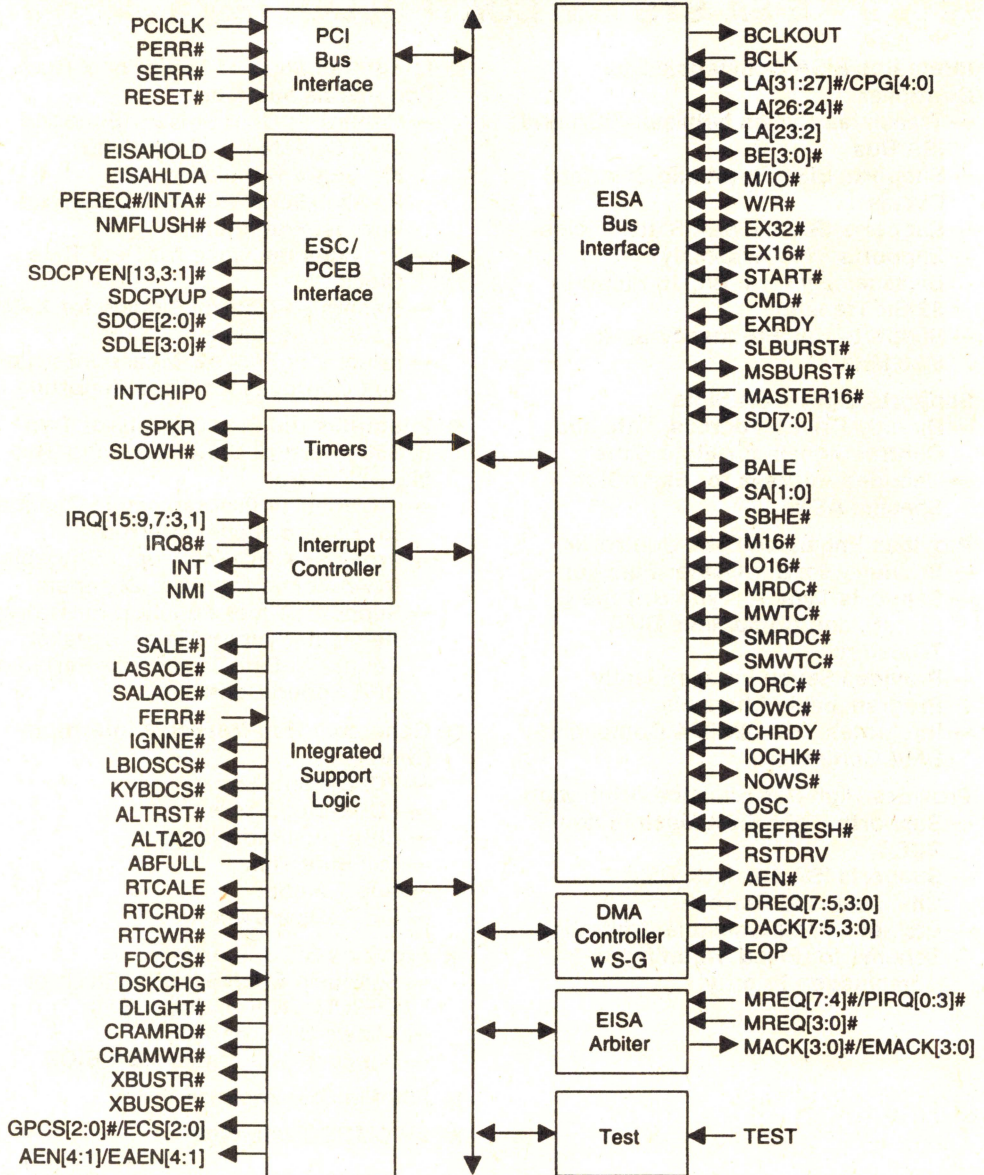 PCICLK
PERR#
SERR#
RESET#
PCI
Bus
Interface
EISAHOLD
EISAHLDA
PEREQ#/INTA#
NMFLUSH#
SDCPYEN[13,3:1]#
SDCPYUP
SDOE[2:0]#
SDLE[3:0]#
INTCHIP0
ESC/
PCEB
Interface
SPKR
SLOWH#
Timers
IRQ[15:9,7:3,1]
IRQ8#
INT
NMI
Interrupt
Controller
SALE#]
LASAOE#
SALAOE#
FERR#
IGNNE#
LBIOSCS#
KYBDCS#
ALTRST#
ALTA20
ABFULL
RTCALE
RTCRD#
RTCWR#
FDCCS#
DSKCHG
DLIGHT#
CRAMRD#
CRAMWR#
XBUSTR#
XBUSOE#
GPCS[2:0]#/ECS[2:0]
AEN[4:1]/EAEN[4:1]
Integrated
Support
Logic
EISA
Bus
Interface
BCLKOUT
BCLK
LA[31:27]#/CPG[4:0]
LA[26:24]#
LA[23:2]
BE[3:0]#
M/IO#
W/R#
EX32#
EX16#
START#
CMD#
EXRDY
SLBURST#
MSBURST#
MASTER16#
SD[7:0]
BALE
SA[1:0]
SBHE#
M16#
IO16#
MRDC#
MWTC#
SMRDC#
SMWTC#
IORC#
IOWC#
CHRDY
IOCHK#
NOWS#
OSC
REFRESH#
RSTDRV
AEN#
DMA
Controller
w S-G
DREQ[7:5,3:0]
DACK[7:5,3:0]
EOP
EISA
Arbiter
MREQ[7:4]#/PIRQ[0:3]#
MREQ[3:0]#
MACK[3:0]#/EMACK[3:0]
Test
TEST